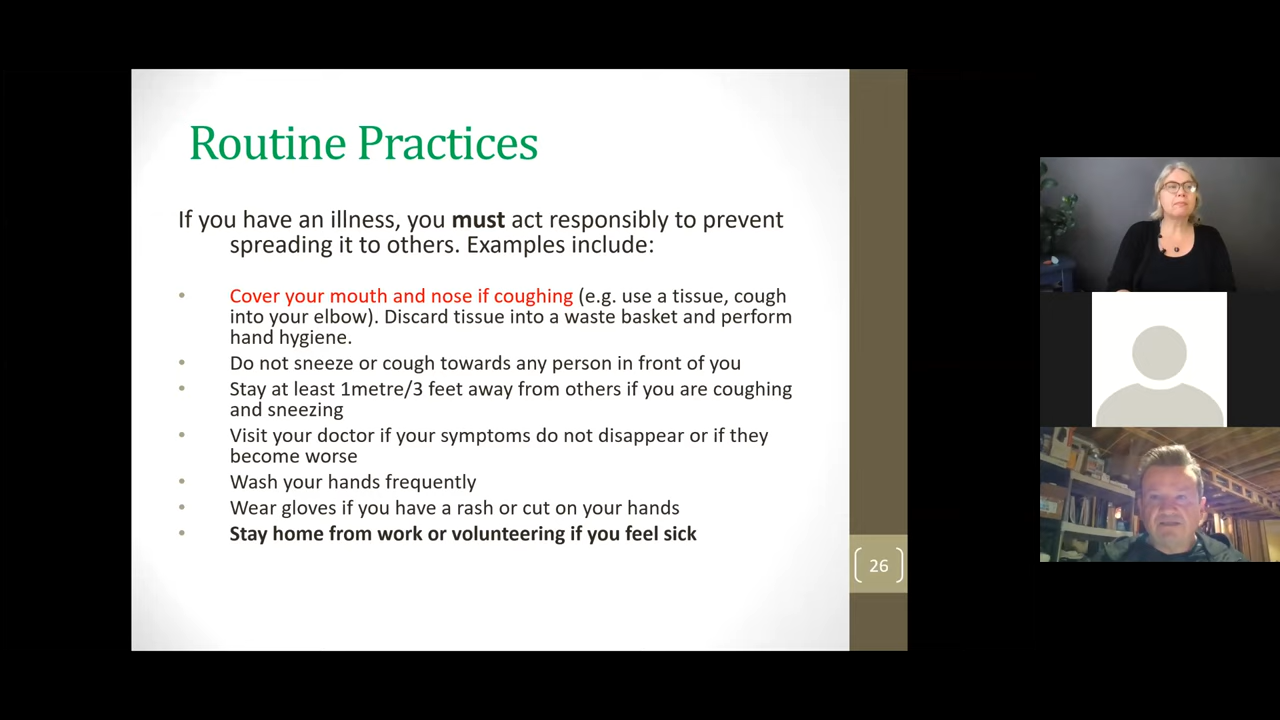 Routine Practices
If you have an illness, you must act responsibly to prevent
spreading it to others. Examples include:
• Cover your mouth and nose if coughing (e.g. use a tissue, cough
into your elbow). Discard tissue into a waste basket and perform
hand hygiene.
• Do not sneeze or cough towards any person in front of you
• Stay at least 1metre/3 feet away from others if you are coughing
and sneezing
• Visit your doctor if your symptoms do not disappear or if they
become worse
• Wash your hands frequently
• Wear gloves if you have a rash or cut on your hands
• Stay home from work or volunteering if you feel sick
26